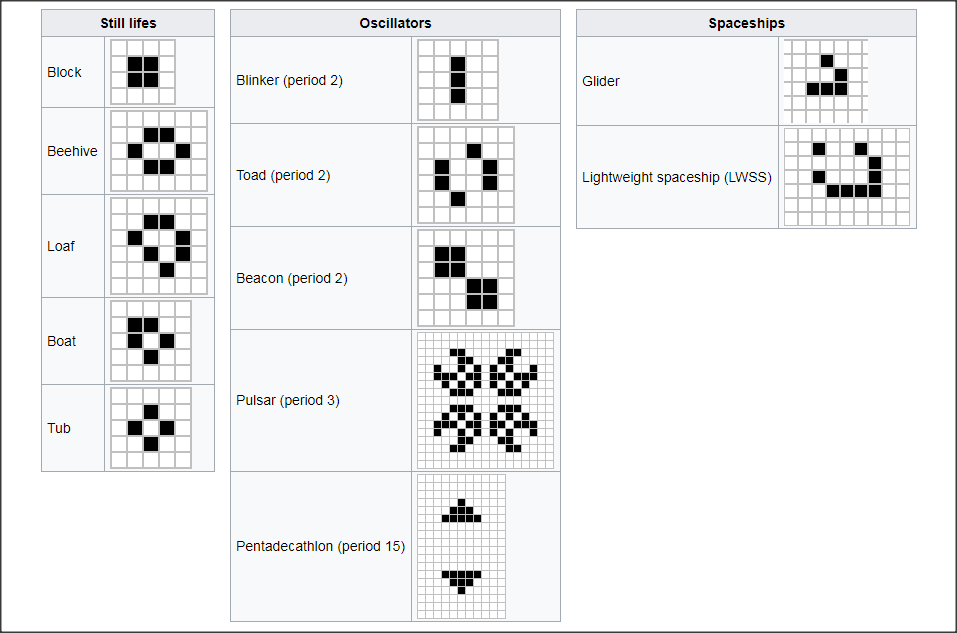 Still lifes
Block
Beehive
Loaf
Boat
Tub
Oscillators
Blinker (period 2)
Toad (period 2)
Beacon (period 2)
Pulsar (period 3)
Pentadecathlon (period 15)
Spaceships
Glider
Lightweight spaceship (LWSS)